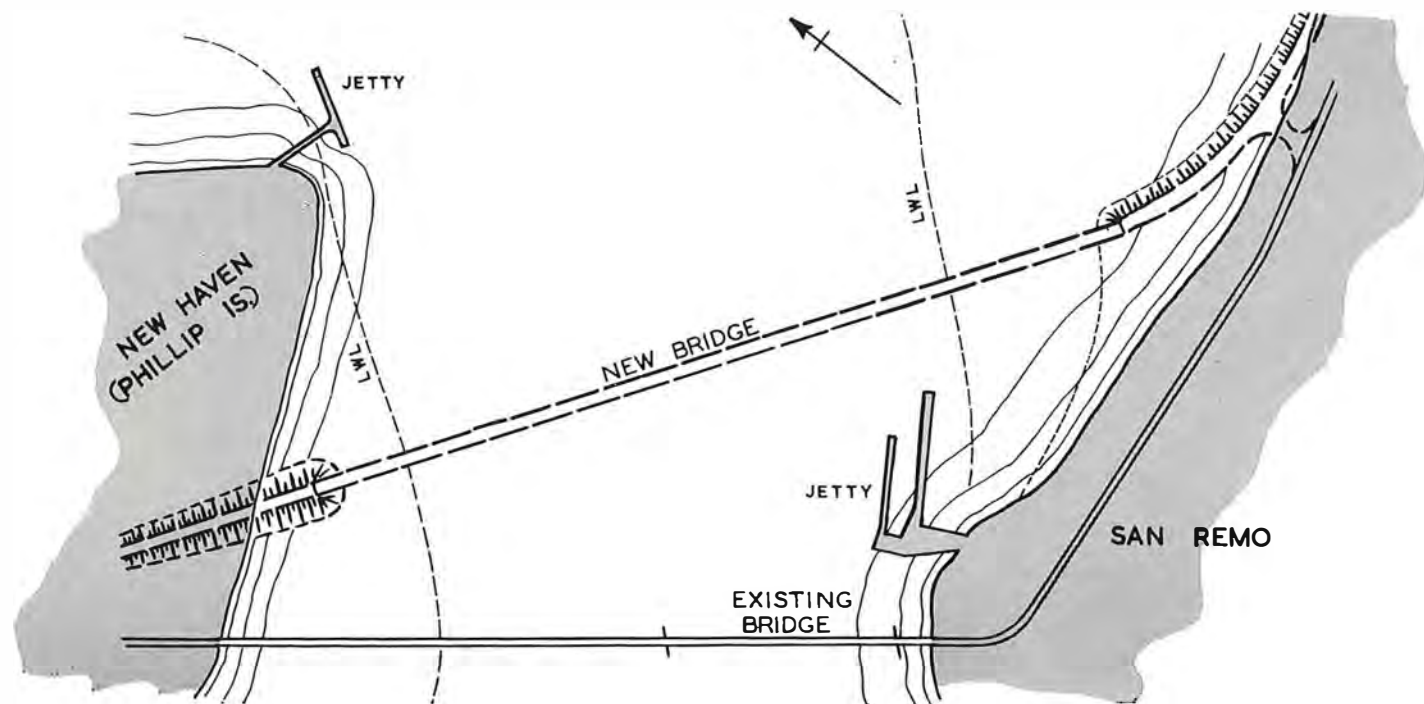 JETTY
LWL
NEW HAVEN
(PHILLIP IS.)
LWL
NEW BRIDGE
JETTY
SAN REMO
EXISTING
BRIDGE